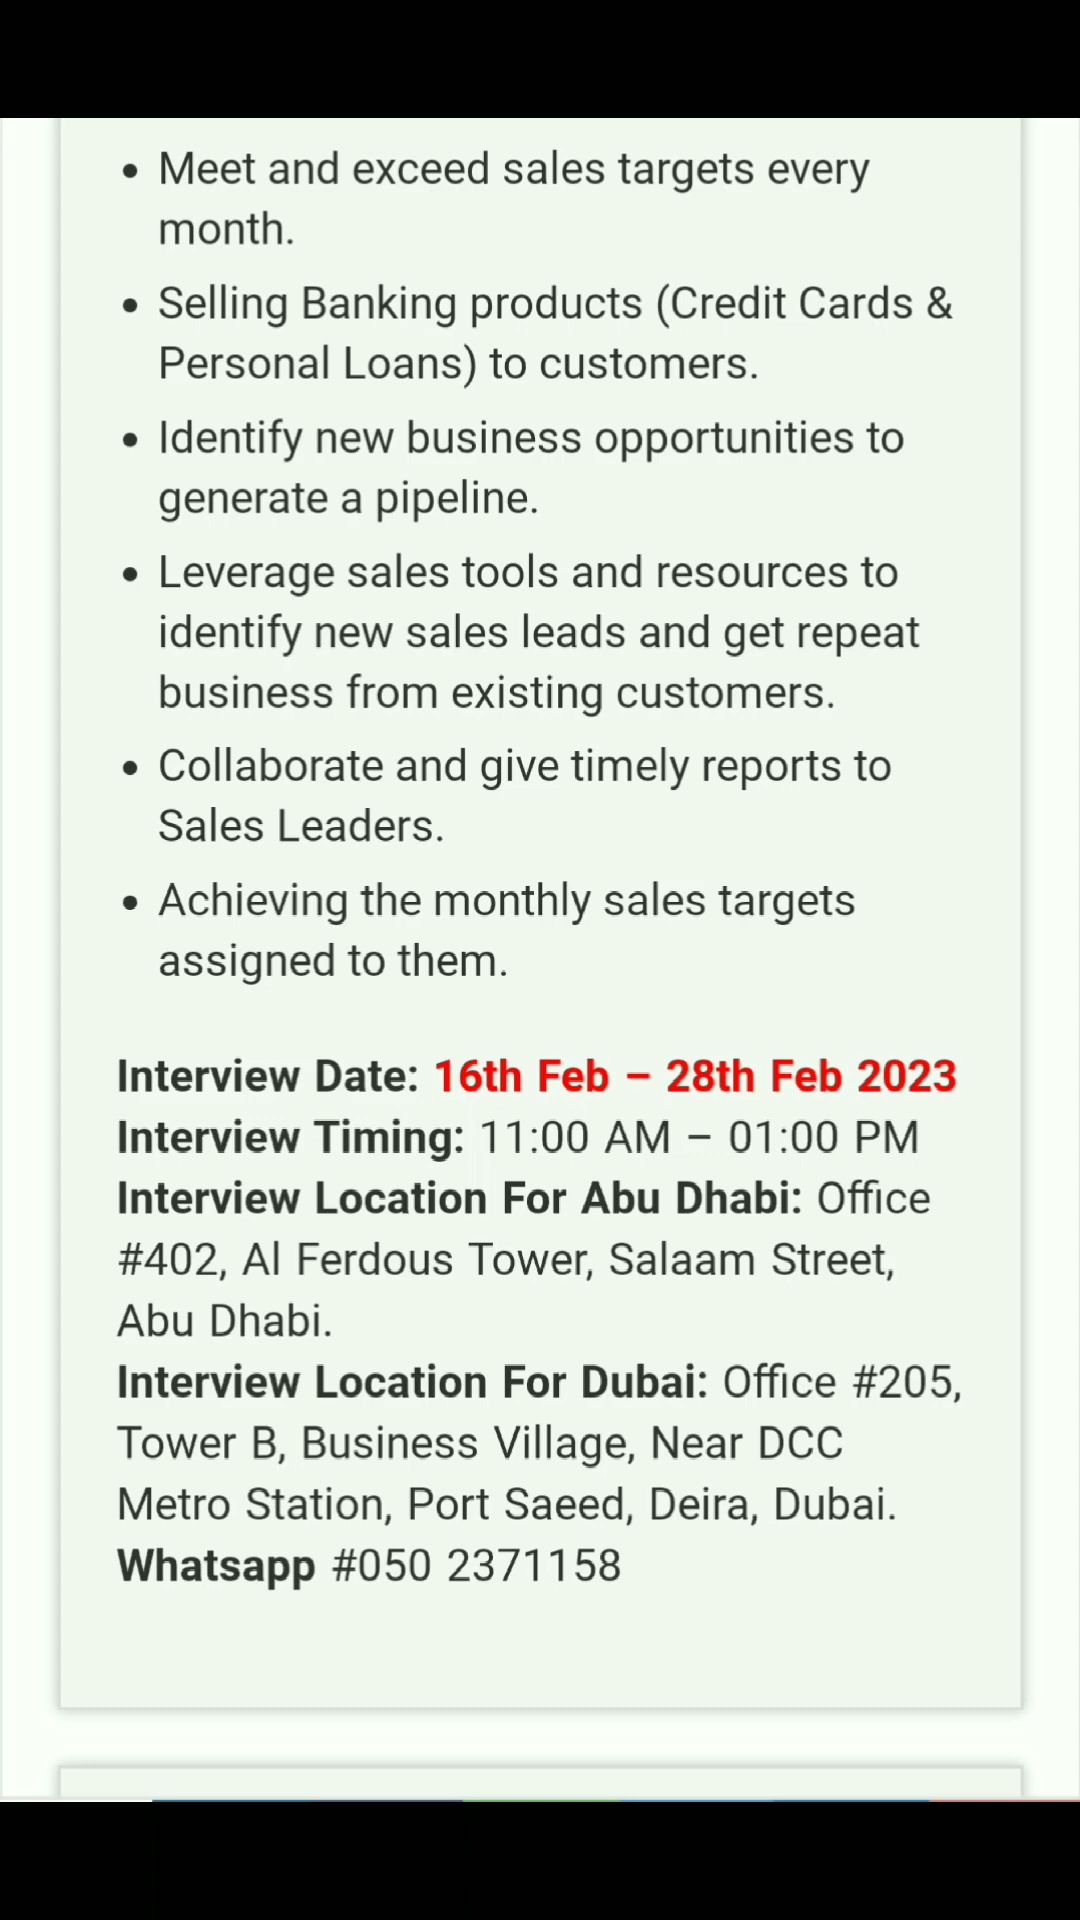 • Meet and exceed sales targets every
month.
• Selling Banking products (Credit Cards &
Personal Loans) to customers.
• Identify new business opportunities to
generate a pipeline.
• Leverage sales tools and resources to
identify new sales leads and get repeat
business from existing customers.
• Collaborate and give timely reports to
Sales Leaders.
• Achieving the monthly sales targets
assigned to them.
Interview Date: 16th Feb – 28th Feb 2023
Interview Timing: 11:00 AM – 01:00 PM
Interview Location For Abu Dhabi: Office
#402, Al Ferdous Tower, Salaam Street,
Abu Dhabi.
Interview Location For Dubai: Office #205,
Tower B, Business Village, Near DCC
Metro Station, Port Saeed, Deira, Dubai.
Whatsapp #050 2371158